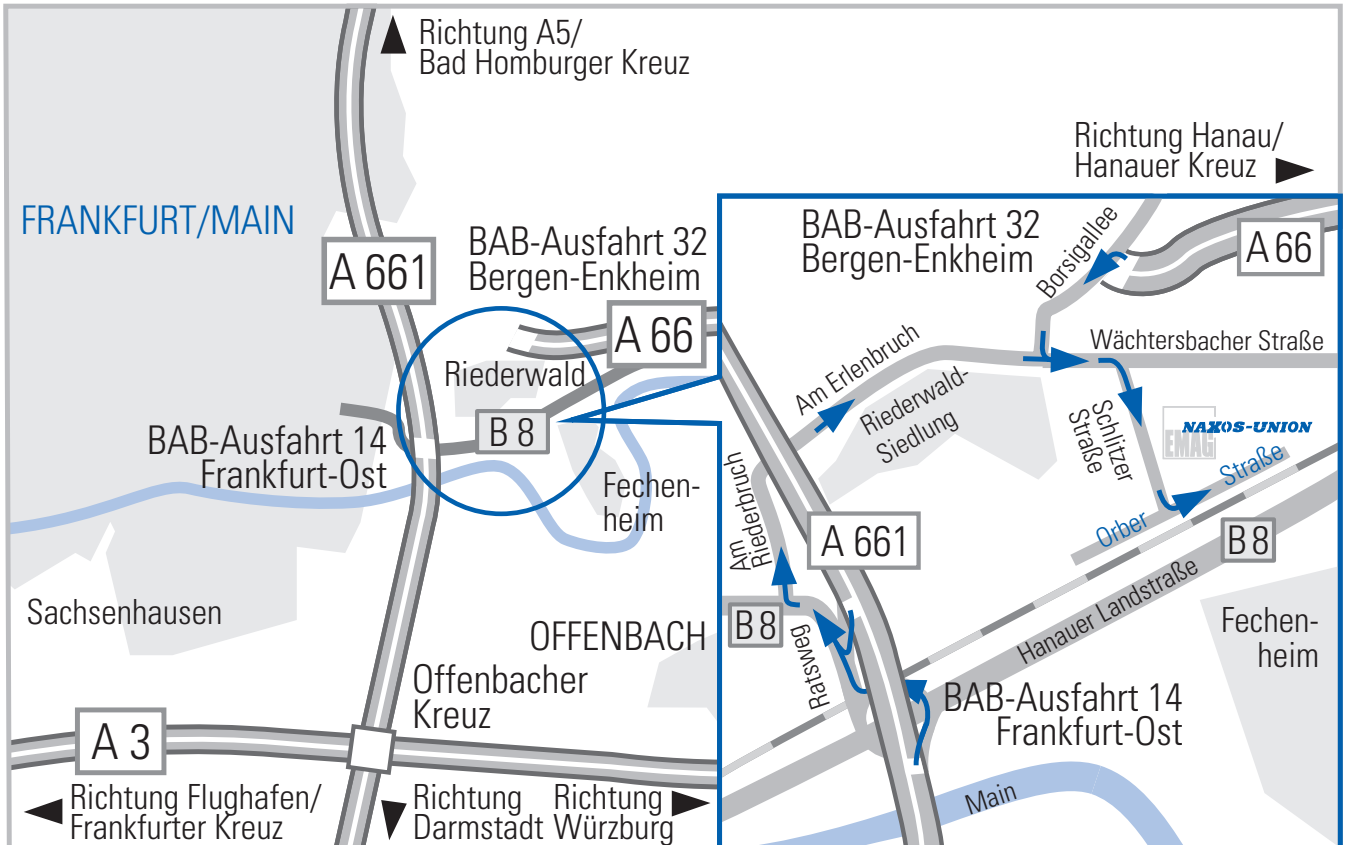 Richtung A5/
Bad Homburger Kreuz
FRANKFURT/MAIN
A 661
BAB-Ausfahrt 32
Bergen-Enkheim
A 66
Riederwald
B 8
BAB-Ausfahrt 14
Frankfurt-Ost
Fechen-
heim
Sachsenhausen
OFFENBACH
Offenbacher
Kreuz
A 3
Richtung Flughafen/
Frankfurter Kreuz
Richtung
Darmstadt
Richtung
Würzburg
Richtung Hanau/
Hanauer Kreuz
BAB-Ausfahrt 32
Bergen-Enkheim
Borsigallee
A 66
Wächtersbacher Straße
Am Erlenbruch
Riederwald-
Siedlung
Schlitzer
Straße
NAXOS-UNION
EMAG
Orber Straße
Am
Riederbruch
A 661
B 8
B 8
Ratsweg
Hanauer Landstraße
Fechen-
heim
BAB-Ausfahrt 14
Frankfurt-Ost
Main